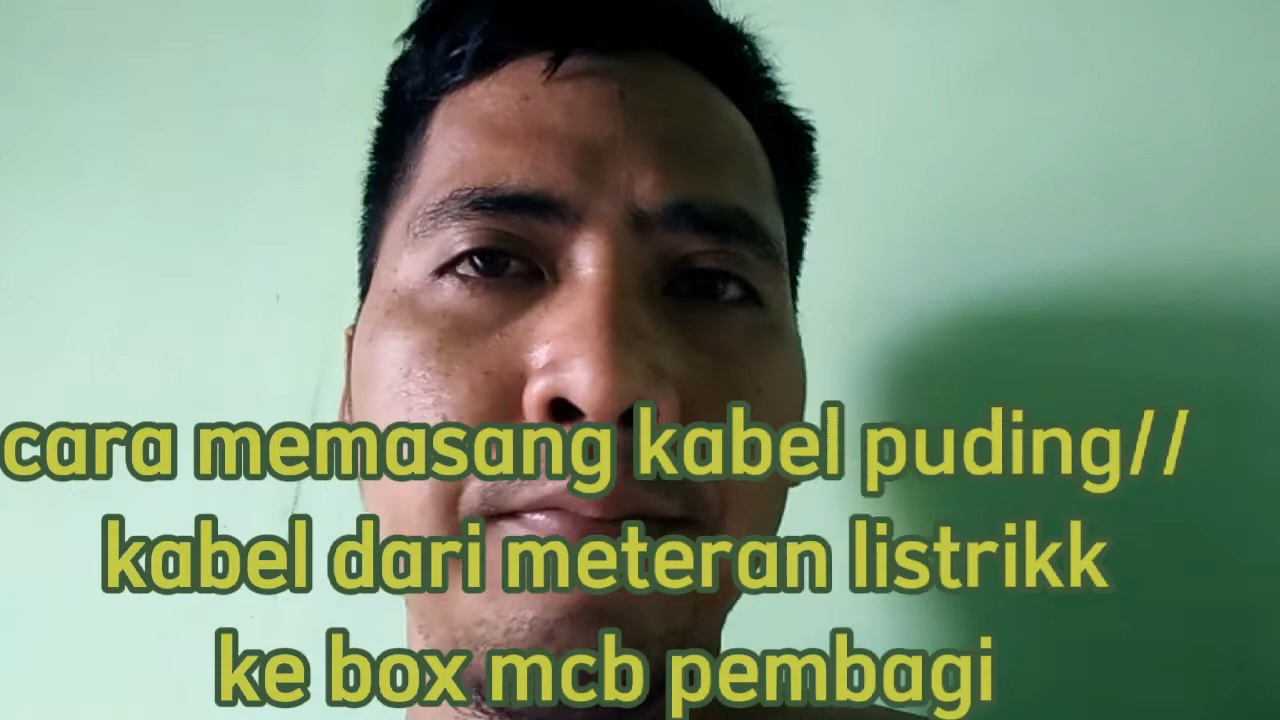 cara memasang kabel puding//
kabel dari meteran listrikk
ke box mcb pembagi